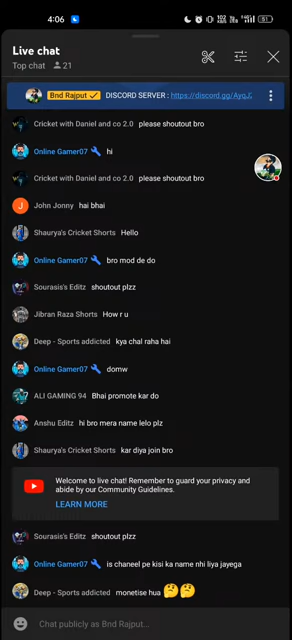 4:06
51
Live chat
Top chat 21
Bnd Rajput DISCORD SERVER : https://discord.gg/AyqJ
Cricket with Daniel and co 2.0 please shoutout bro
Online Gamer07 hi
Cricket with Daniel and co 2.0 please shoutout bro
John Jonny hai bhai
Shaurya's Cricket Shorts Hello
Online Gamer07 bro mod de do
Sourasis's Editz shoutout plzz
Jibran Raza Shorts How r u
Deep - Sports addicted kya chal raha hai
Online Gamer07 domw
ALI GAMING 94 Bhai promote kar do
Anshu Editz hi bro mera name lelo plz
Shaurya's Cricket Shorts kar diya join bro
Welcome to live chat! Remember to guard your privacy and
abide by our Community Guidelines.
LEARN MORE
Sourasis's Editz shoutout plzz
Online Gamer07 is chaneel pe kisi ka name nhi liya jayega
Deep - Sports addicted monetise hua 🤔🤔
Chat publicly as Bnd Rajput...